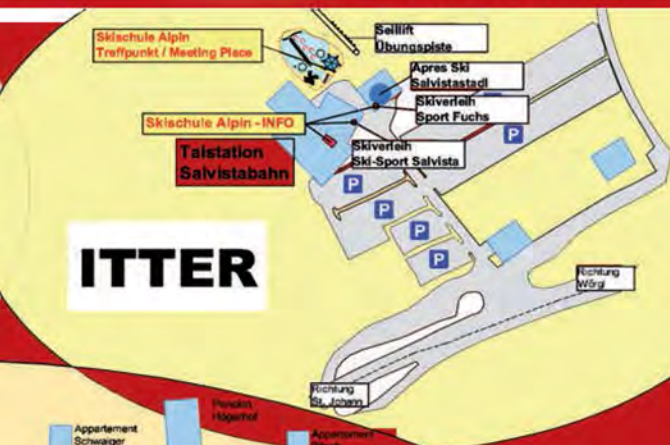 Skischule Alpin
Treffpunkt / Meeting Place
Seillift
Übungspiste
Apres Ski
Salvistastadl
Skiverleih
Sport Fuchs
Skischule Alpin - INFO
Skiverleih
Ski-Sport Salvista
Talstation
Salvistabahn
P
P
P
P
P
ITTER
Richtung
Wörgl
Richtung
St. Johann
Appartement
Schwaiger
Pension
Högerhof
Appartement